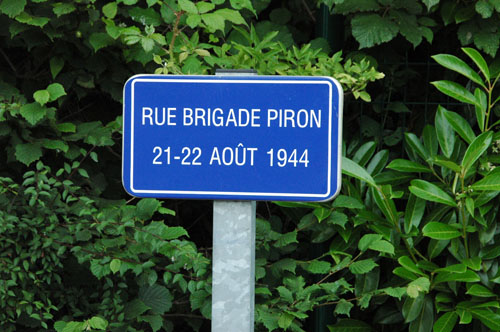 RUE BRIGADE PIRON
21-22 AOÛT 1944